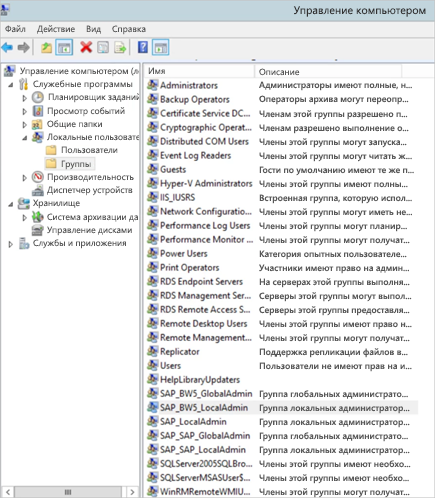 Управление компьютером
Файл Действие Вид Справка
Управление компьютером (л
Служебные программы
Планировщик заданий
Просмотр событий
Общие папки
Локальные пользовате
Пользователи
Группы
Производительность
Диспетчер устройств
Хранилище
Система архивации да
Управление дисками
Службы и приложения
Имя Описание
Administrators Администраторы имеют полные, н...
Backup Operators Операторы архива могут переопр...
Certificate Service DC... Членам этой группы разрешено п...
Cryptographic Operat... Членам разрешено выполнение о...
Distributed COM Users Члены этой группы могут запуска...
Event Log Readers Члены этой группы могут читать ж...
Guests Гости по умолчанию имеют те же п...
Hyper-V Administrators Члены этой группы имеют полны...
IIS_IUSRS Встроенная группа, которую испол...
Network Configuratio... Члены этой группы могут иметь не...
Performance Log Users Члены этой группы могут планир...
Performance Monitor ... Члены этой группы могут получат...
Power Users Категория опытных пользователе...
Print Operators Участники имеют право на админ...
RDS Endpoint Servers На серверах этой группы выполня...
RDS Management Ser... Серверы этой группы могут выпол...
RDS Remote Access S... Серверы этой группы предоставля...
Remote Desktop Users Члены этой группы имеют право н...
Remote Management... Члены этой группы могут получат...
Replicator Поддержка репликации файлов в...
Users Пользователи не имеют прав на и...
HelpLibraryUpdaters
SAP_BW5_GlobalAdmin Группа глобальных администрато...
SAP_BW5_LocalAdmin Группа локальных администратор...
SAP_LocalAdmin Группа локальных администратор...
SAP_SAP_GlobalAdmin Группа глобальных администрато...
SAP_SAP_LocalAdmin Группа локальных администратор...
SQLServer2005SQLBro... Члены этой группы имеют необхо...
SQLServerMSASUser$... Члены этой группы имеют необхо...
WinRMRemoteWMIU... Члены этой группы могут получат...